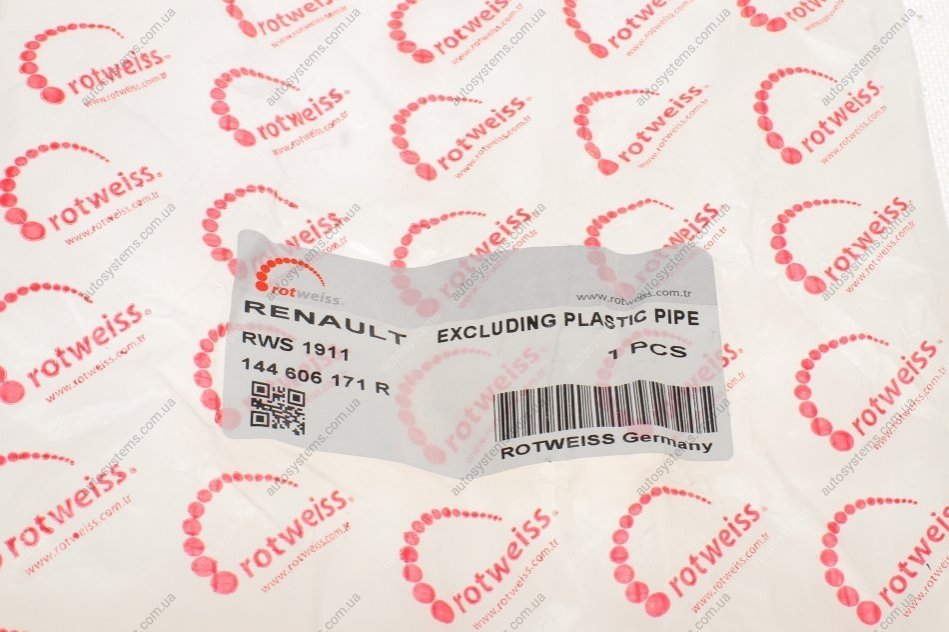 rotweiss.
www.rotweiss.com.tr
RENAULT
EXCLUDING PLASTIC PIPE
RWS 1911
1 PCS
144 606 171 R
ROTWEISS Germany
rotweiss.
www.rotweiss.com.tr
autosystems.com.ua